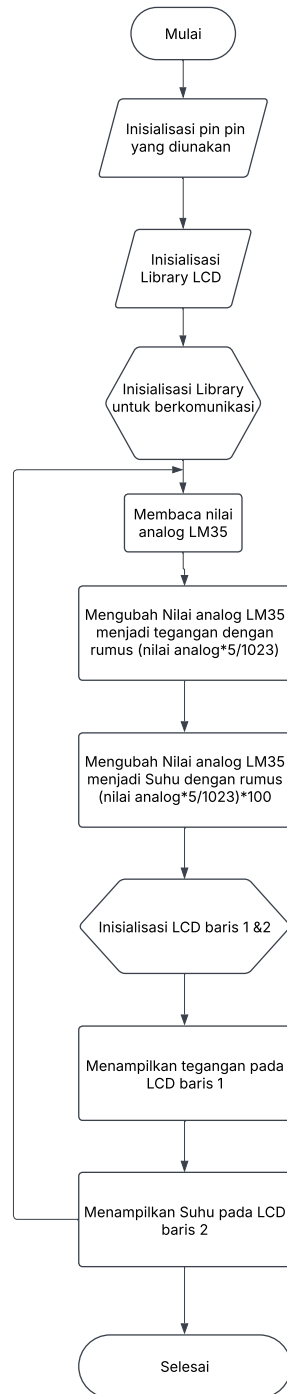 Mulai
Inisialisasi pin pin
yang diunakan
Inisialisasi
Library LCD
Inisialisasi Library
untuk berkomunikasi
Membaca nilai
analog LM35
Mengubah Nilai analog LM35
menjadi tegangan dengan
rumus (nilai analog*5/1023)
Mengubah Nilai analog LM35
menjadi Suhu dengan rumus
(nilai analog*5/1023)*100
Inisialisasi LCD baris 1 &2
Menampilkan tegangan pada
LCD baris 1
Menampilkan Suhu pada LCD
baris 2
Selesai